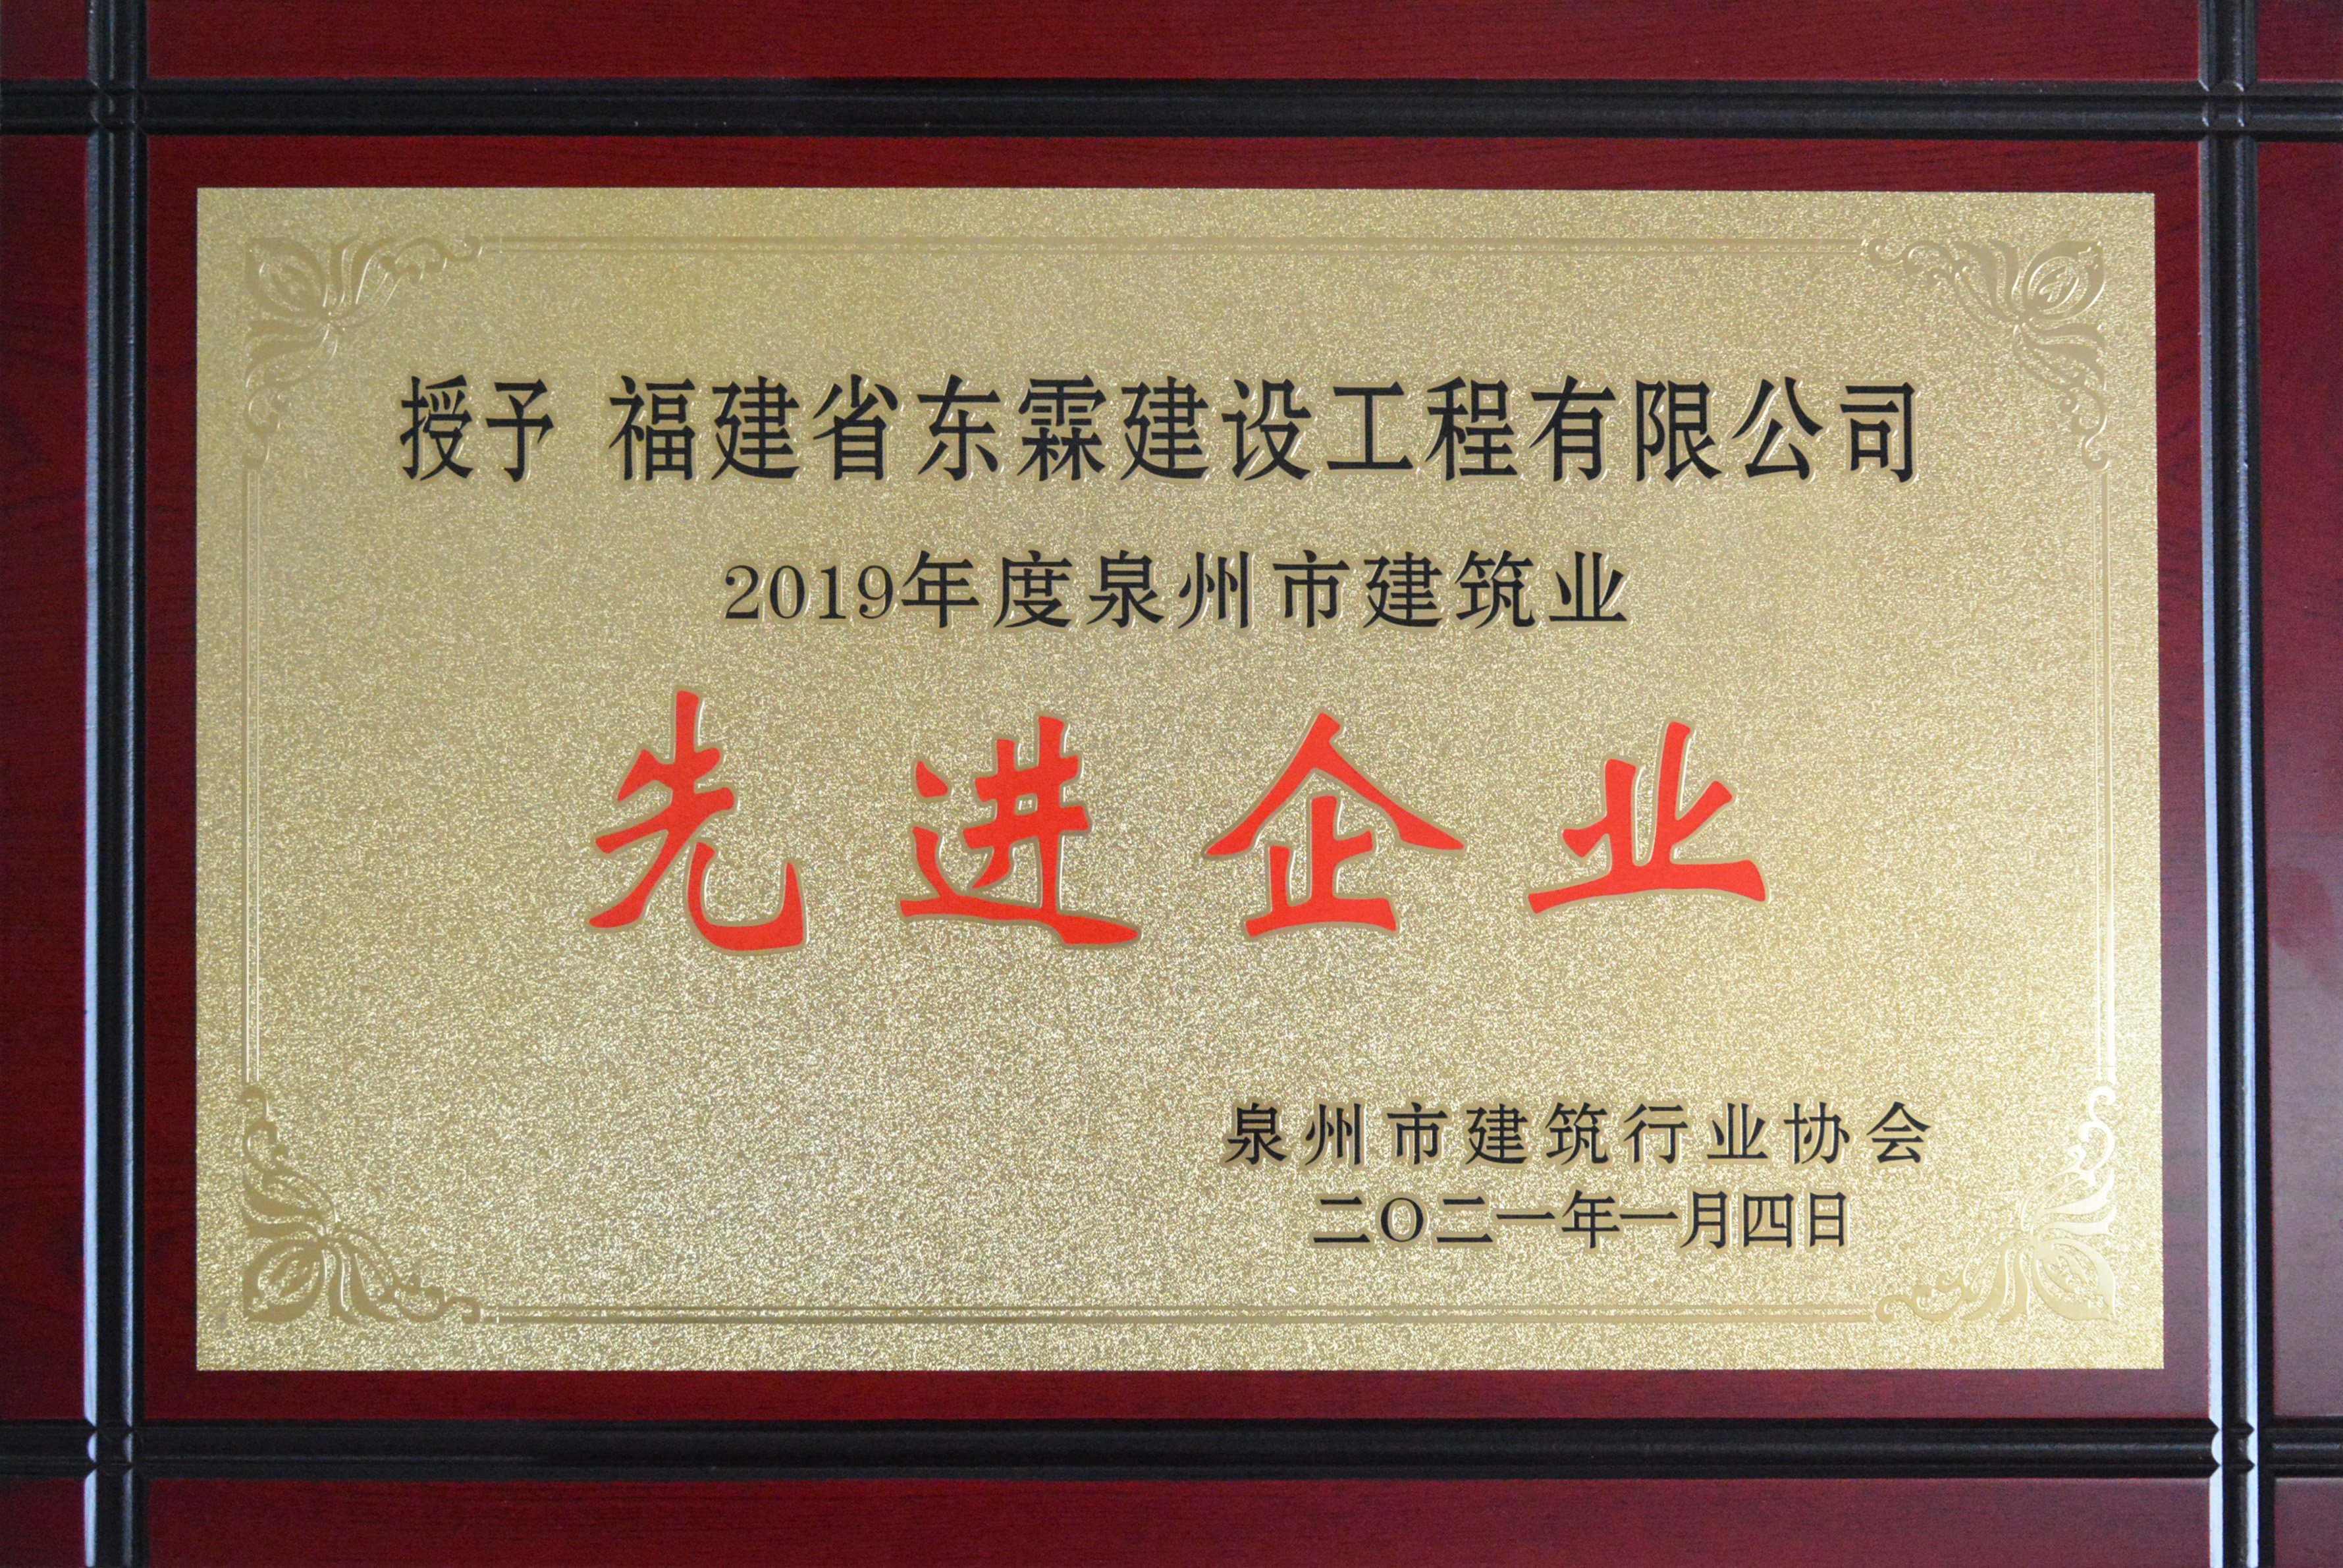 授予 福建省东霖建设工程有限公司
2019年度泉州市建筑业
先进企业
泉州市建筑行业协会
二〇二一年一月四日